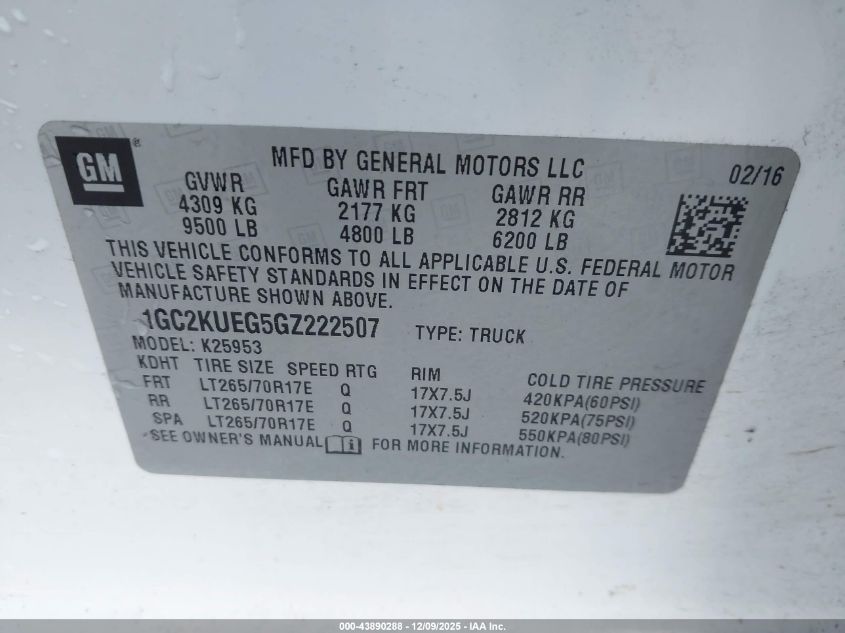 GM®
MFD BY GENERAL MOTORS LLC
02/16
GVWR GAWR FRT GAWR RR
4309 KG 2177 KG 2812 KG
9500 LB 4800 LB 6200 LB
THIS VEHICLE CONFORMS TO ALL APPLICABLE U.S. FEDERAL MOTOR
VEHICLE SAFETY STANDARDS IN EFFECT ON THE DATE OF
MANUFACTURE SHOWN ABOVE.
1GC2KUEG5GZ222507 TYPE: TRUCK
MODEL: K25953
KDHT TIRE SIZE SPEED RTG RIM COLD TIRE PRESSURE
FRT LT265/70R17E Q 17X7.5J 420KPA(60PSI)
RR LT265/70R17E Q 17X7.5J 520KPA(75PSI)
SPA LT265/70R17E Q 17X7.5J 550KPA(80PSI)
SEE OWNER'S MANUAL FOR MORE INFORMATION.
000-43890288 - 12/09/2025 - IAA Inc.